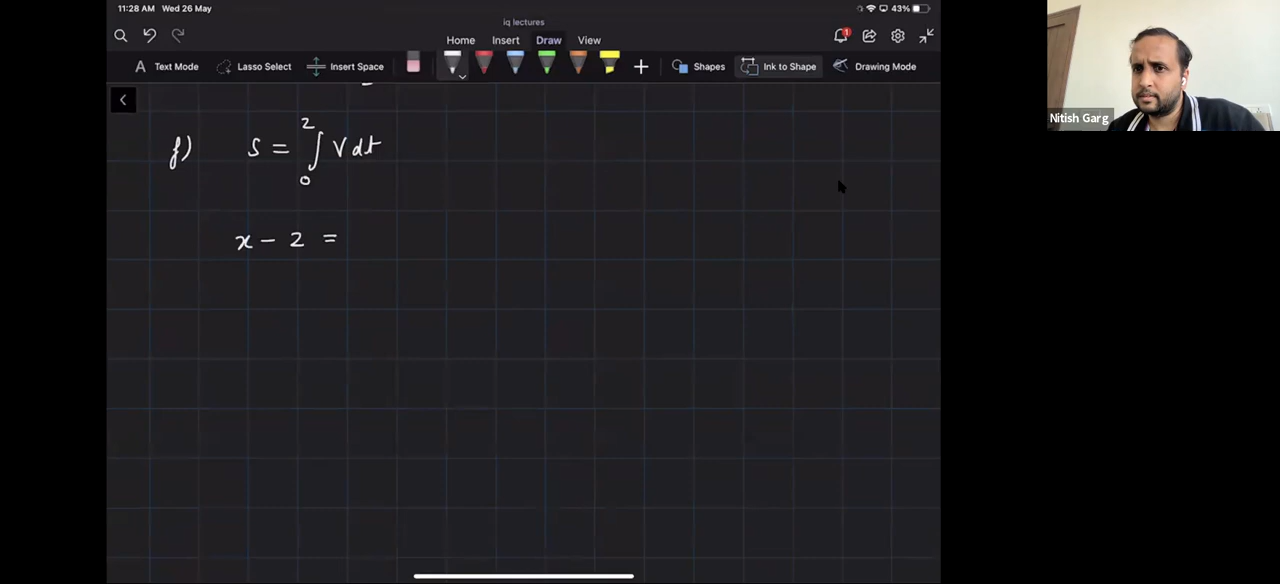 11:28 AM Wed 26 May
43%
iq lectures
Home Insert Draw View
1
Text Mode Lasso Select Insert Space Shapes Ink to Shape Drawing Mode
Nitish Garg
f) s = ∫₀² v dt
x - 2 =